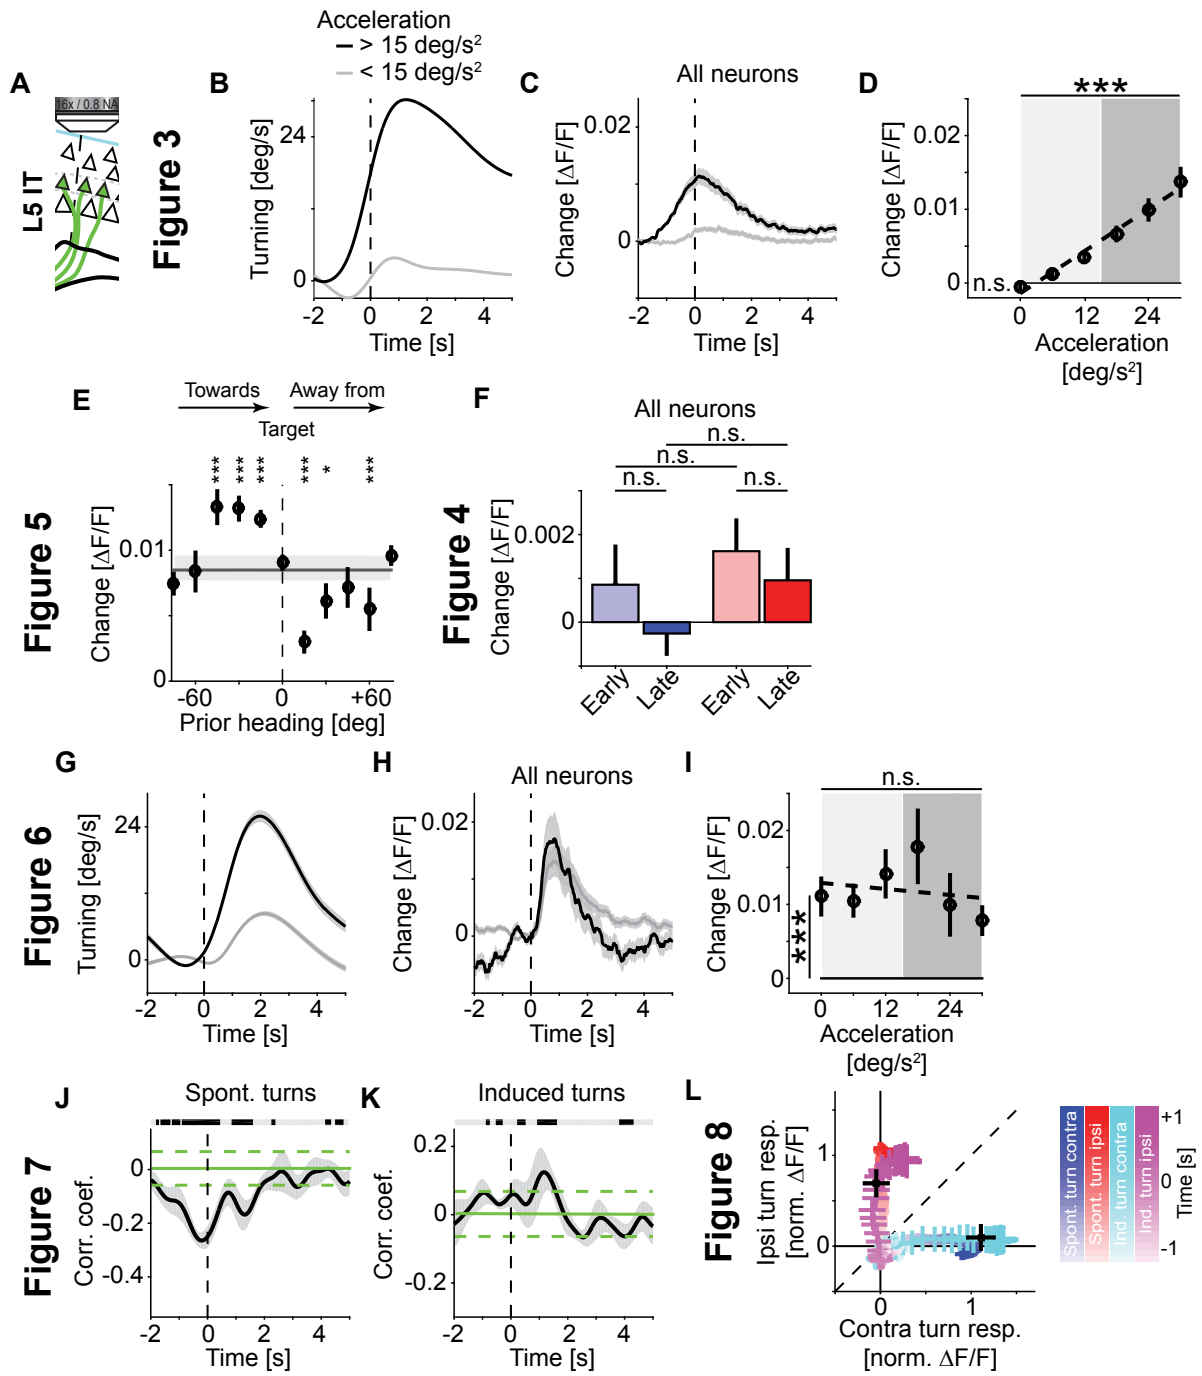 Acceleration
> 15 deg/s²
< 15 deg/s²
A
16x / 0.8 NA
L5 IT
Figure 3
B
Turning [deg/s]
24
0
-2 0 2 4
Time [s]
C
All neurons
Change [ΔF/F]
0.02
0
-2 0 2 4
Time [s]
D
***
Change [ΔF/F]
0.02
0.01
0
n.s.
0 12 24
Acceleration
[deg/s²]
Figure 5
E
Towards
Away from
Target
*** *** *** *** * ***
Change [ΔF/F]
0.01
0
-60 0 +60
Prior heading [deg]
Figure 4
F
All neurons
n.s.
n.s.
n.s. n.s.
Change [ΔF/F]
0.002
0
Early Late Early Late
Figure 6
G
Turning [deg/s]
24
0
-2 0 2 4
Time [s]
H
All neurons
Change [ΔF/F]
0.02
0
-2 0 2 4
Time [s]
I
n.s.
Change [ΔF/F]
0.02
0.01
0
***
0 12 24
Acceleration
[deg/s²]
Figure 7
J
Spont. turns
Corr. coef.
0
-0.2
-0.4
-2 0 2 4
Time [s]
K
Induced turns
Corr. coef.
0.2
0
-0.2
-2 0 2 4
Time [s]
Figure 8
L
Ipsi turn resp.
[norm. ΔF/F]
1
0
0 1
Contra turn resp.
[norm. ΔF/F]
Spont. turn contra
Spont. turn ipsi
Ind. turn contra
Ind. turn ipsi
+1
0
-1
Time [s]